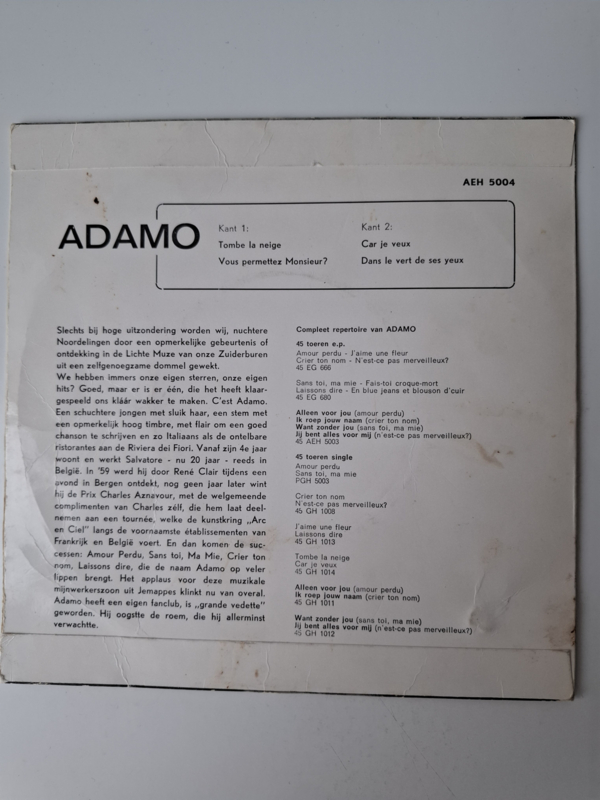 AEH 5004
ADAMO
Kant 1:
Tombe la neige
Vous permettez Monsieur?
Kant 2:
Car je veux
Dans le vert de ses yeux
Slechts bij hoge uitzondering worden wij, nuchtere
Noordelingen door een opmerkelijke gebeurtenis of
ontdekking in de Lichte Muze van onze Zuiderburen
uit een zelfgenoegzame dommel gewekt.
We hebben immers onze eigen sterren, onze eigen
hits? Goed, maar er is er één, die het heeft klaar-
gespeeld ons kláár wakker te maken. C'est Adamo.
Een schuchtere jongen met sluik haar, een stem met
een opmerkelijk hoog timbre, met flair om een goed
chanson te schrijven en zo Italiaans als de ontelbare
ristorantes aan de Riviera dei Fiori. Vanaf zijn 4e jaar
woont en werkt Salvatore - nu 20 jaar - reeds in
België. In '59 werd hij door René Clair tijdens een
avond in Bergen ontdekt, nog geen jaar later wint
hij de Prix Charles Aznavour, met de welgemeende
complimenten van Charles zélf, die hem laat deel-
nemen aan een tournée, welke de kunstkring „Arc
en Ciel" langs de voornaamste établissementen van
Frankrijk en België voert. En dan komen de suc-
cessen: Amour Perdu, Sans toi, Ma Mie, Crier ton
nom, Laissons dire, die de naam Adamo op veler
lippen brengt. Het applaus voor deze muzikale
mijnwerkerszoon uit Jemappes klinkt nu van overal.
Adamo heeft een eigen fanclub, is „grande vedette"
geworden. Hij oogstte de roem, die hij allerminst
verwachtte.
Compleet repertoire van ADAMO
45 toeren e.p.
Amour perdu - J'aime une fleur
Crier ton nom - N'est-ce pas merveilleux?
45 EG 666
Sans toi, ma mie - Fais-toi croque-mort
Laissons dire - En blue jeans et blouson d'cuir
45 EG 680
Alleen voor jou (amour perdu)
Ik roep jouw naam (crier ton nom)
Want zonder jou (sans toi, ma mie)
Jij bent alles voor mij (n'est-ce pas merveilleux?)
45 AEH 5003
45 toeren single
Amour perdu
Sans toi, ma mie
PGH 5003
Crier ton nom
N'est-ce pas merveilleux?
45 GH 1008
J'aime une fleur
Laissons dire
45 GH 1013
Tombe la neige
Car je veux
45 GH 1014
Alleen voor jou (amour perdu)
Ik roep jouw naam (crier ton nom)
45 GH 1011
Want zonder jou (sans toi, ma mie)
Jij bent alles voor mij (n'est-ce pas merveilleux?)
45 GH 1012